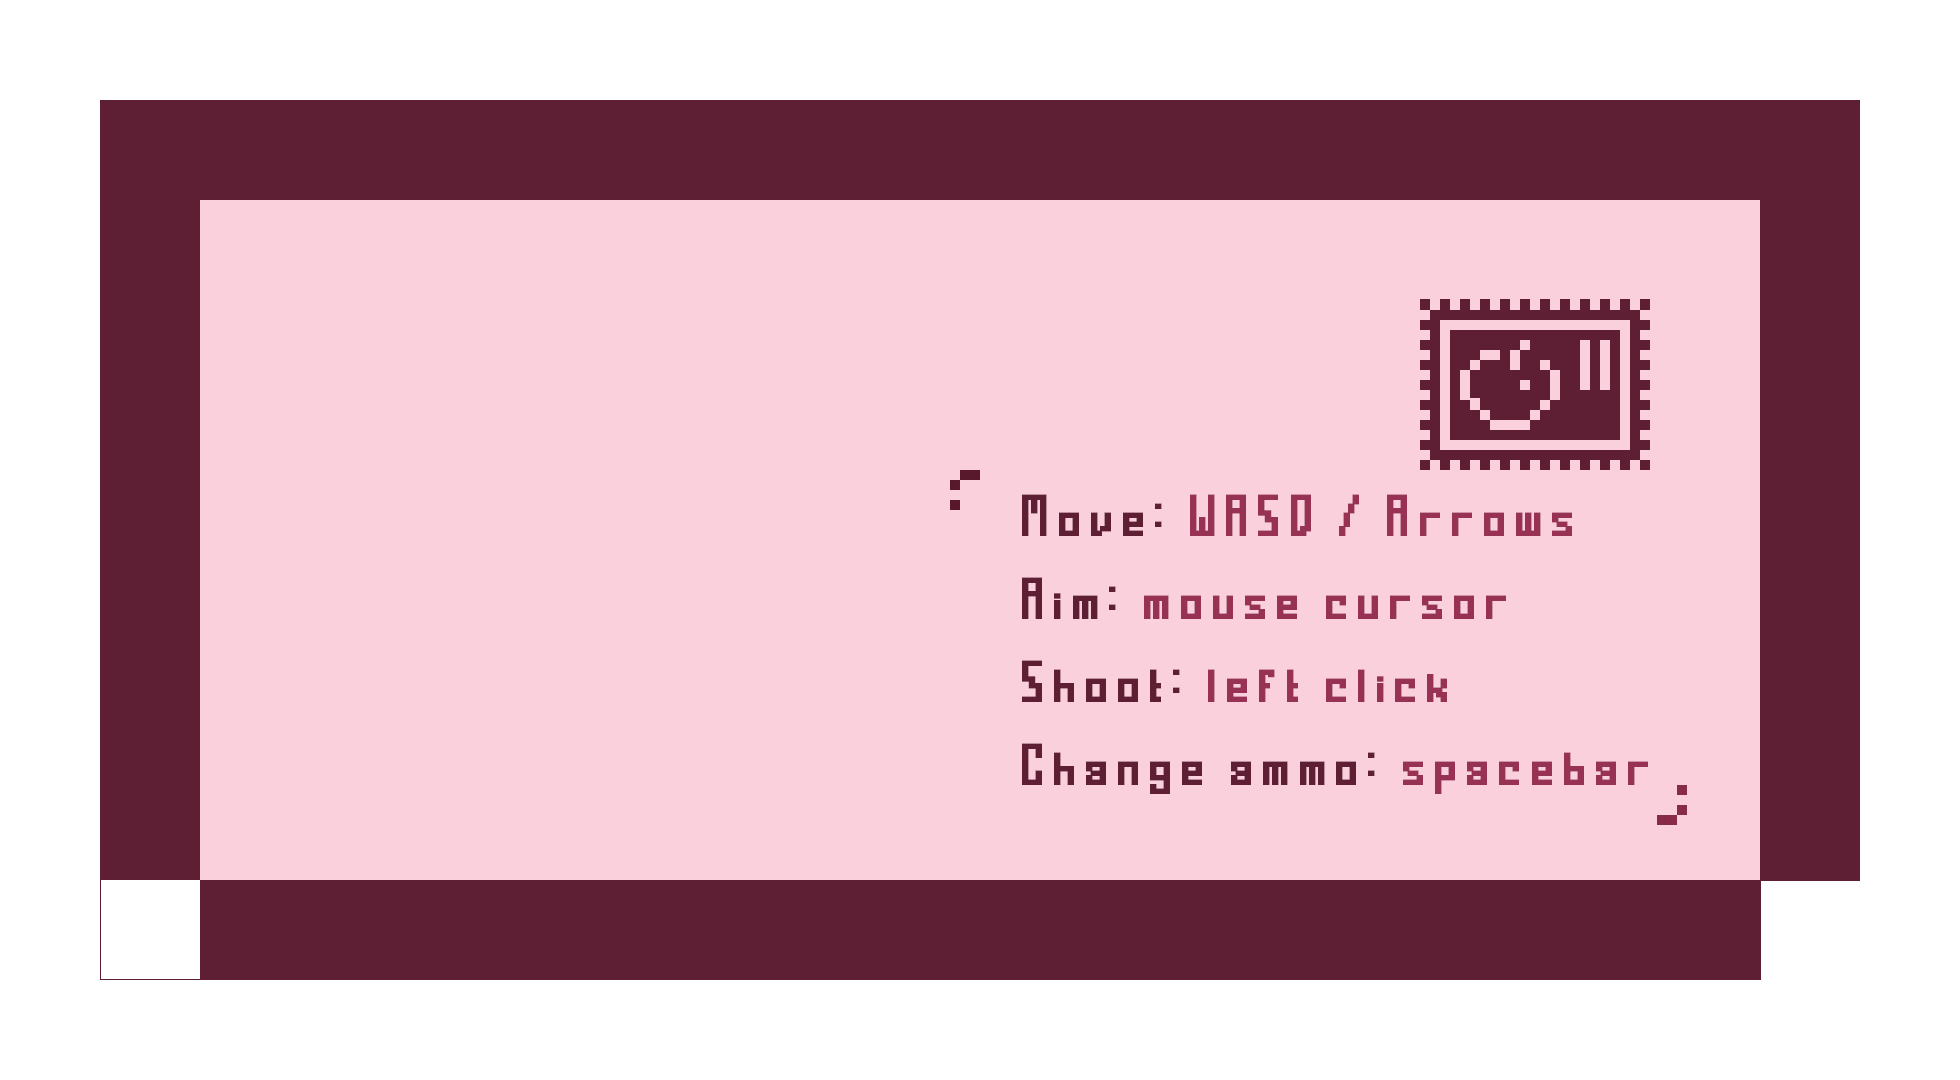 Move: WASD / Arrows
Aim: mouse cursor
Shoot: left click
Change ammo: spacebar